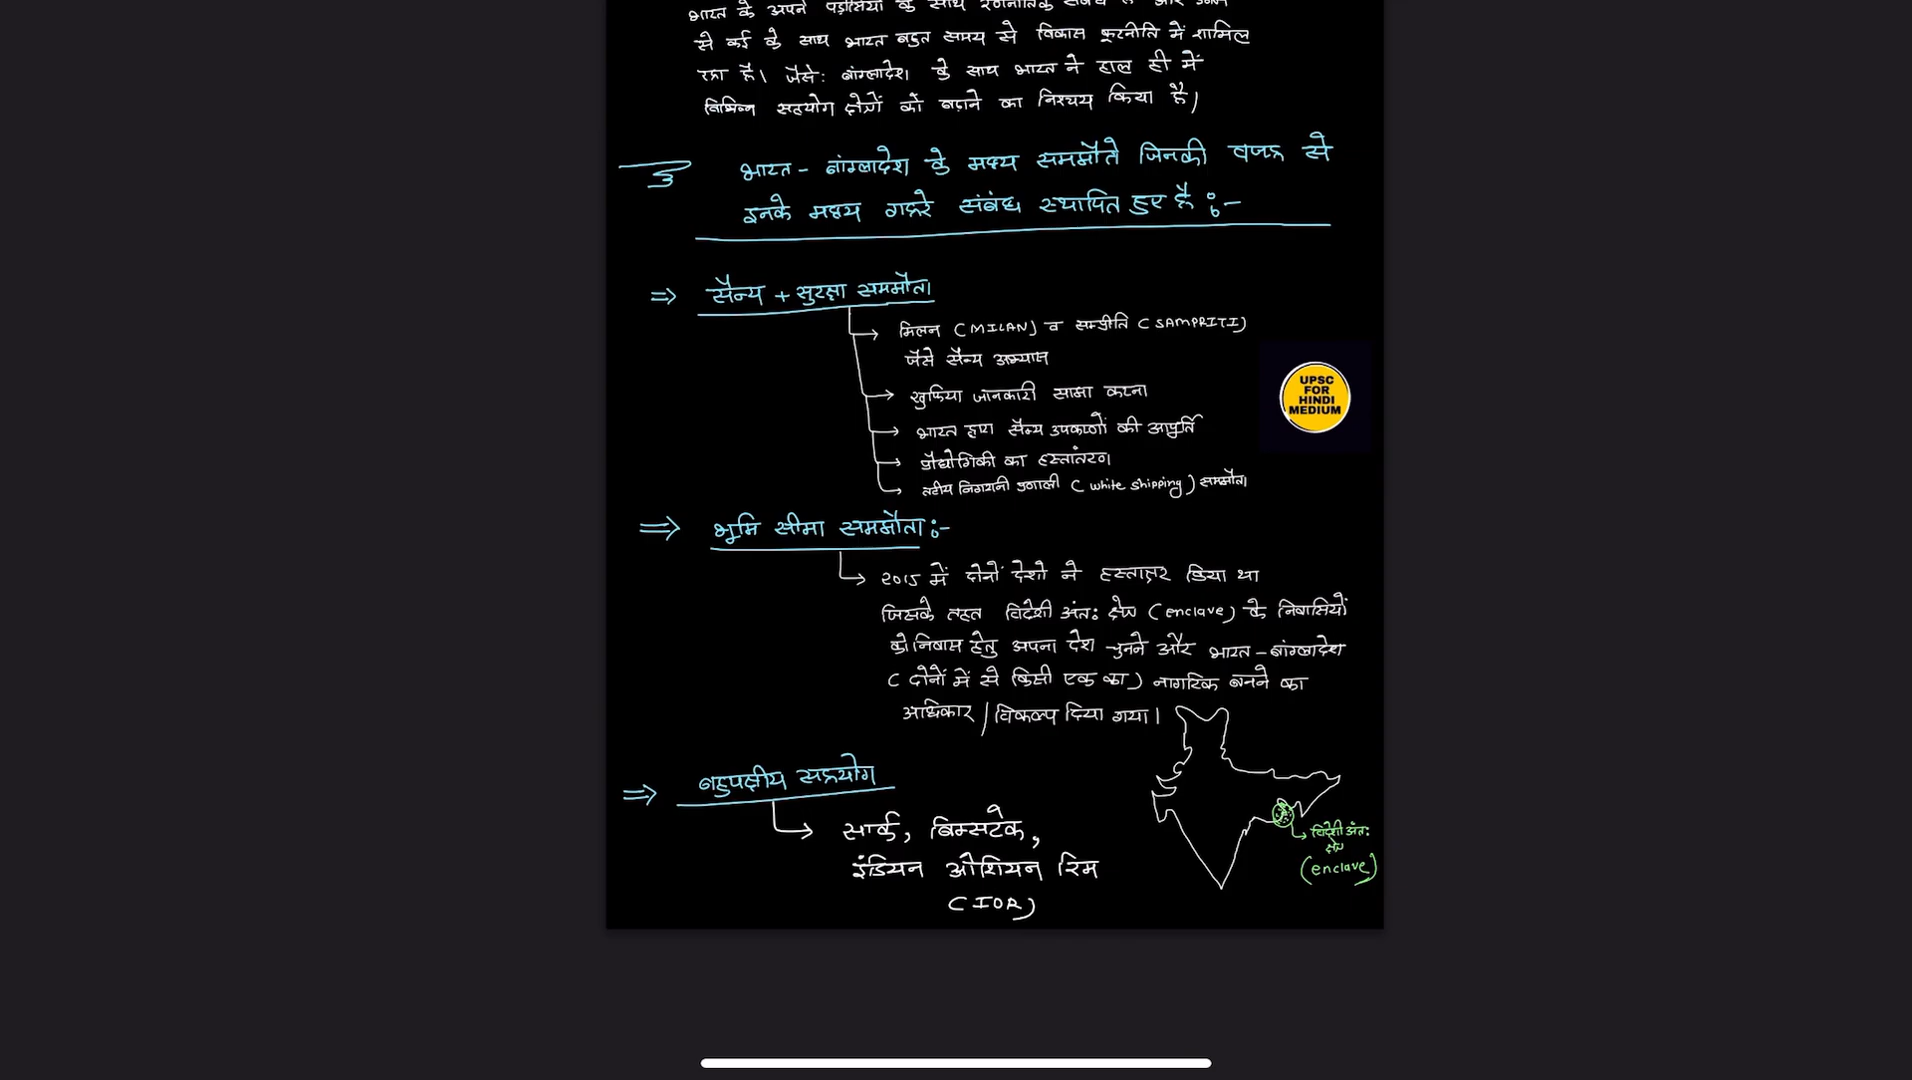 भारत के अपने पड़ोसियों के साथ रणनीतिक संबंध है और उनमें
से कई के साथ भारत बहुत समय से विकास कूटनीति में शामिल
रहा है। जैसे: बांग्लादेश के साथ भारत ने हाल ही में
विभिन्न सहयोग क्षेत्रों को बढ़ाने का निश्चय किया है।
भारत - बांग्लादेश के मध्य समझौते जिनकी वजह से
इनके मध्य गहरे संबंध स्थापित हुए है :-
⇒ सैन्य + सुरक्षा समझौता
मिलन (MILAN) व सम्प्रीति (SAMPRITI)
जैसे सैन्य अभ्यास
खुफिया जानकारी साझा करना
भारत द्वारा सैन्य उपकरणों की आपूर्ति
प्रौद्योगिकी का हस्तांतरण
तटीय निगरानी प्रणाली (white shipping) समझौता
⇒ भूमि सीमा समझौता :-
2015 में दोनों देशो ने हस्ताक्षर किया था
जिसके तहत विदेशी अंत: क्षेत्र (enclave) के निवासियों
को निवास हेतु अपना देश चुनने और भारत - बांग्लादेश
(दोनों में से किसी एक का) नागरिक बनने का
अधिकार / विकल्प दिया गया।
⇒ बहुपक्षीय सहयोग
सार्क, बिम्सटेक,
इंडियन ओशियन रिम
(IOR)
विदेशी अंत:
क्षेत्र
(enclave)
UPSC
FOR
HINDI
MEDIUM